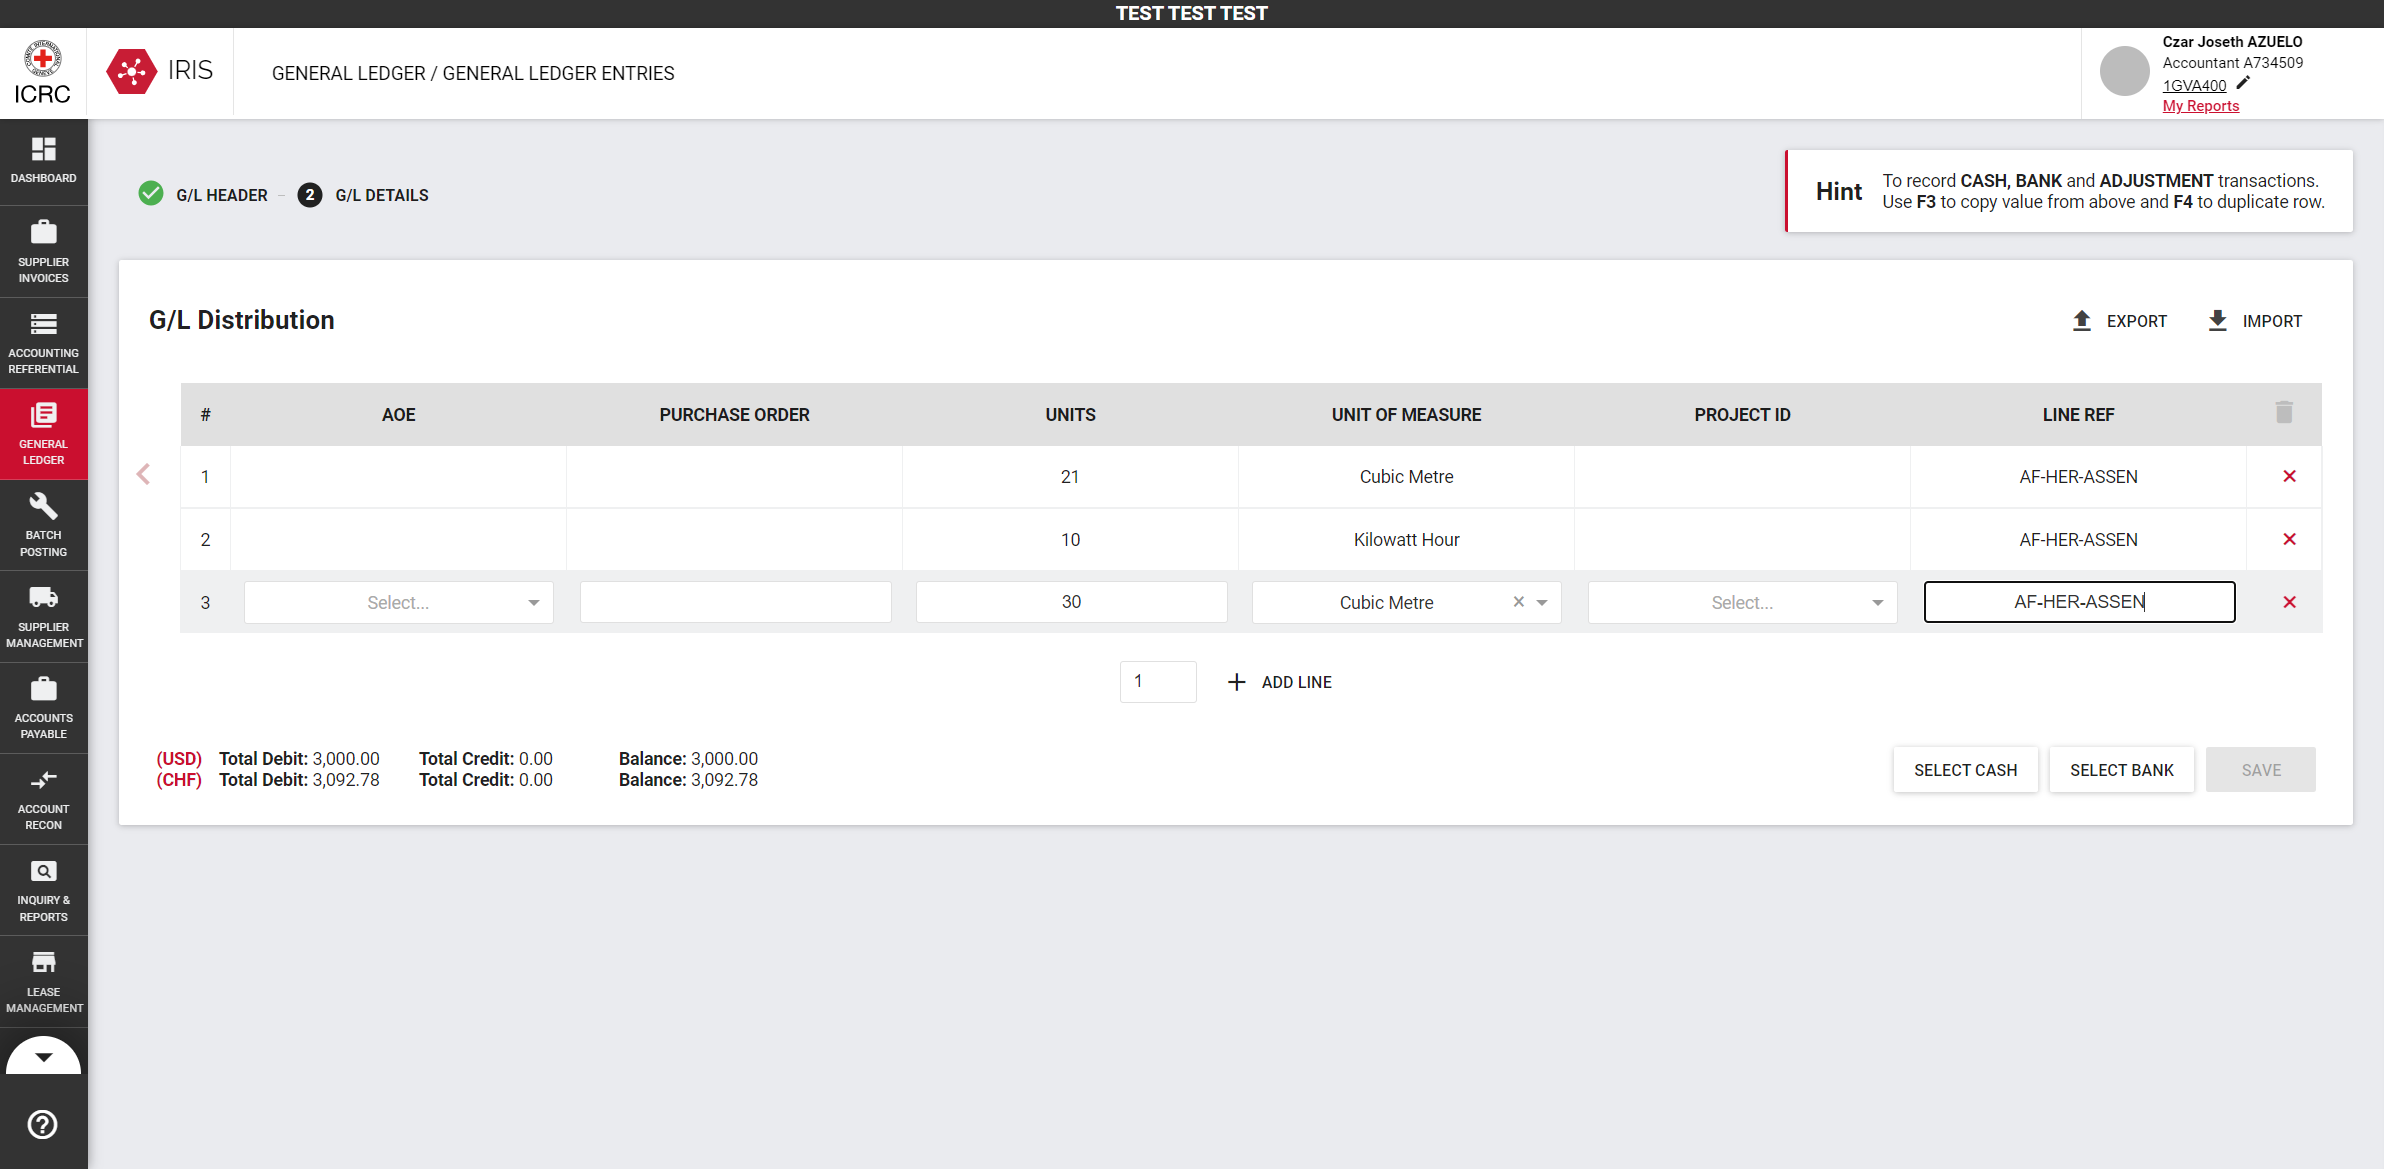 TEST TEST TEST
ICRC
IRIS
GENERAL LEDGER / GENERAL LEDGER ENTRIES
Czar Joseth AZUELO
Accountant A734509
1GVA400
My Reports
DASHBOARD
SUPPLIER
INVOICES
ACCOUNTING
REFERENTIAL
GENERAL
LEDGER
BATCH
POSTING
SUPPLIER
MANAGEMENT
ACCOUNTS
PAYABLE
ACCOUNT
RECON
INQUIRY &
REPORTS
LEASE
MANAGEMENT
G/L HEADER – 2 G/L DETAILS
Hint
To record CASH, BANK and ADJUSTMENT transactions.
Use F3 to copy value from above and F4 to duplicate row.
G/L Distribution
EXPORT IMPORT
# AOE PURCHASE ORDER UNITS UNIT OF MEASURE PROJECT ID LINE REF
1 21 Cubic Metre AF-HER-ASSEN
2 10 Kilowatt Hour AF-HER-ASSEN
3 Select... 30 Cubic Metre Select... AF-HER-ASSEN
1 ADD LINE
(USD) Total Debit: 3,000.00 Total Credit: 0.00 Balance: 3,000.00
(CHF) Total Debit: 3,092.78 Total Credit: 0.00 Balance: 3,092.78
SELECT CASH SELECT BANK SAVE